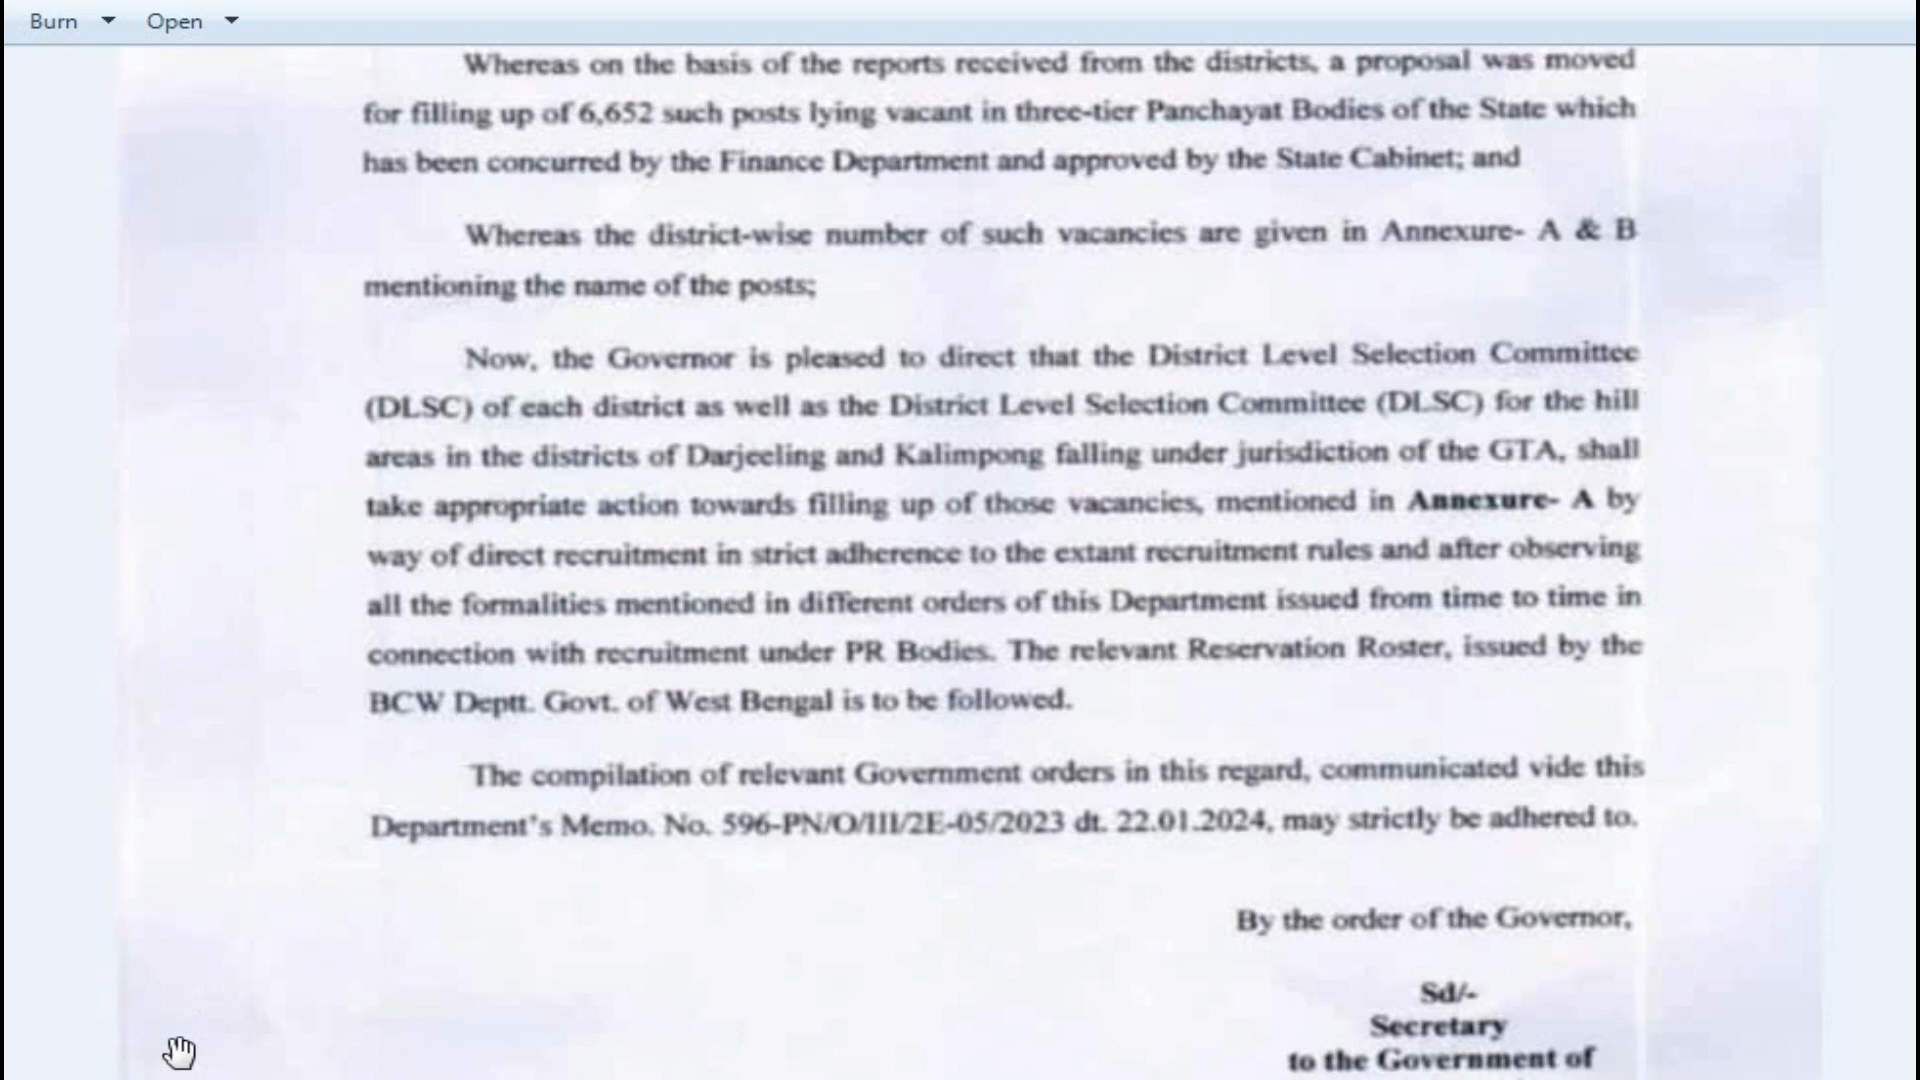 Burn Open
Whereas on the basis of the reports received from the districts, a proposal was moved
for filling up of 6,652 such posts lying vacant in three-tier Panchayat Bodies of the State which
has been concurred by the Finance Department and approved by the State Cabinet; and
Whereas the district-wise number of such vacancies are given in Annexure- A & B
mentioning the name of the posts;
Now, the Governor is pleased to direct that the District Level Selection Committee
(DLSC) of each district as well as the District Level Selection Committee (DLSC) for the hill
areas in the districts of Darjeeling and Kalimpong falling under jurisdiction of the GTA, shall
take appropriate action towards filling up of those vacancies, mentioned in Annexure- A by
way of direct recruitment in strict adherence to the extant recruitment rules and after observing
all the formalities mentioned in different orders of this Department issued from time to time in
connection with recruitment under PR Bodies. The relevant Reservation Roster, issued by the
BCW Deptt. Govt. of West Bengal is to be followed.
The compilation of relevant Government orders in this regard, communicated vide this
Department's Memo. No. 596-PN/O/III/2E-05/2023 dt. 22.01.2024, may strictly be adhered to.
By the order of the Governor,
Sd/-
Secretary
to the Government of